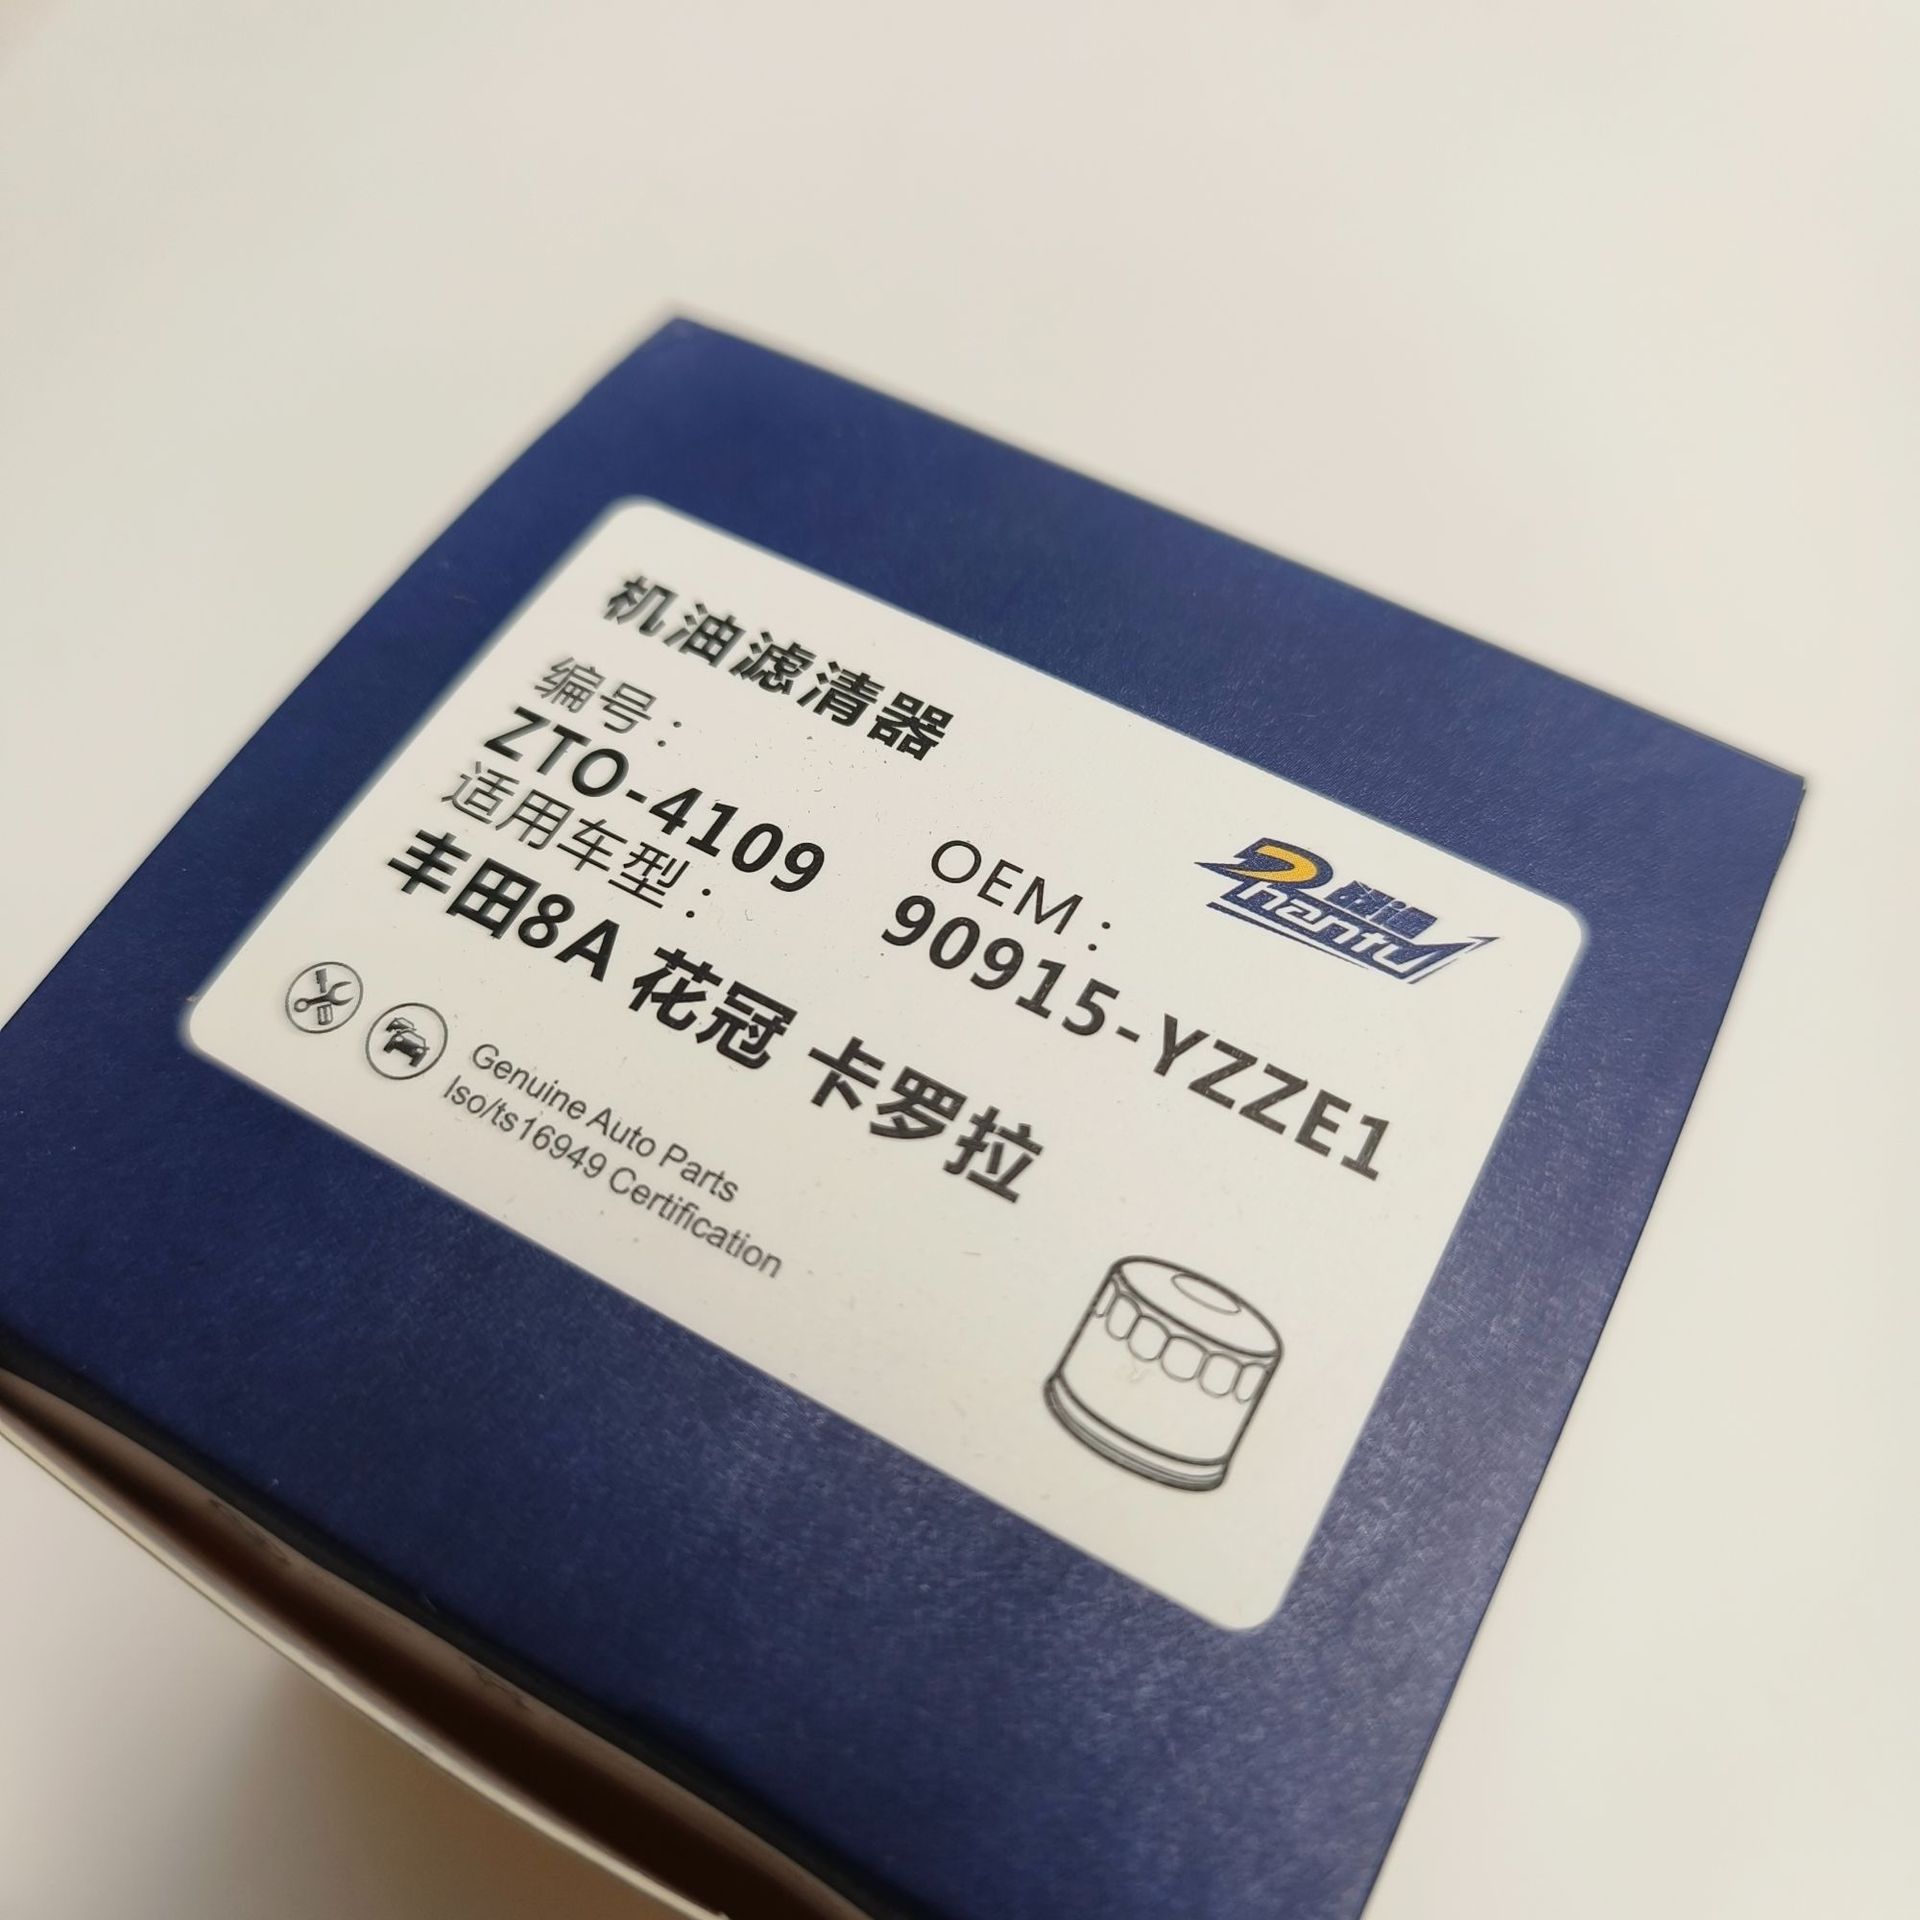 机油滤清器
编号：
ZTO-4109
OEM：
90915-YZZE1
适用车型：
丰田8A 花冠 卡罗拉
Genuine Auto Parts
Iso/ts16949 Certification
Zhantu